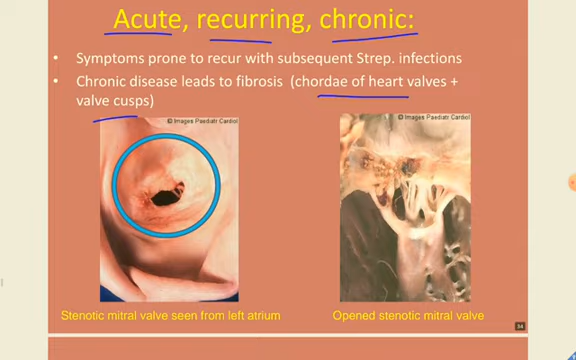 Acute, recurring, chronic:
• Symptoms prone to recur with subsequent Strep. infections
• Chronic disease leads to fibrosis (chordae of heart valves +
valve cusps)
© Images Paediatr Cardiol
© Images Paediatr Cardiol
Stenotic mitral valve seen from left atrium
Opened stenotic mitral valve